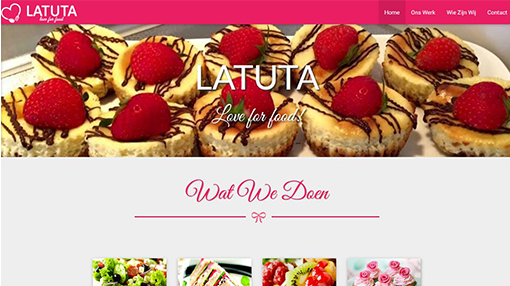 LATUTA
love for food
Home Ons Werk Wie Zijn Wij Contact
LATUTA
Love for food!
Wat We Doen